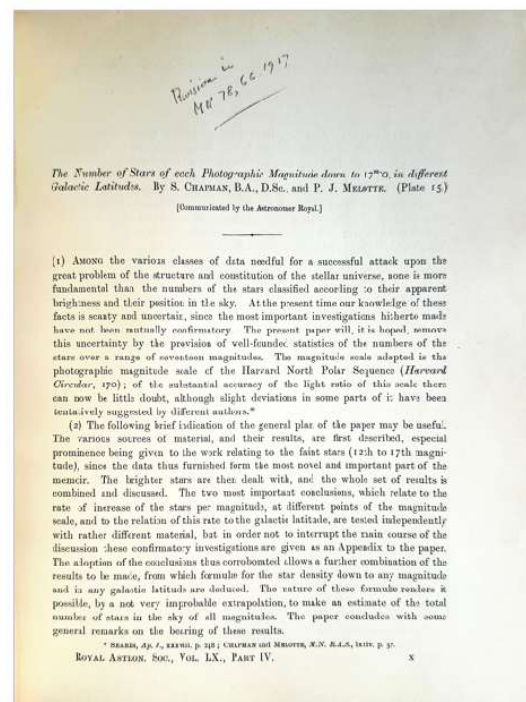 Revision in
MN 78, 66 1917
The Number of Stars of each Photographic Magnitude down to 17ᵐ·0, in different
Galactic Latitudes. By S. CHAPMAN, B.A., D.Sc., and P. J. MELOTTE. (Plate 15.)
[Communicated by the Astronomer Royal.]
(1) AMONG the various classes of data needful for a successful attack upon the
great problem of the structure and constitution of the stellar universe, none is more
fundamental than the numbers of the stars classified according to their apparent
brightness and their position in the sky. At the present time our knowledge of these
facts is scanty and uncertain, since the most important investigations hitherto made
have not been mutually confirmatory. The present paper will, it is hoped, remove
this uncertainty by the provision of well-founded statistics of the numbers of the
stars over a range of seventeen magnitudes. The magnitude scale adopted is the
photographic magnitude scale of the Harvard North Polar Sequence (Harvard
Circular, 170); of the substantial accuracy of the light ratio of this scale there
can now be little doubt, although slight deviations in some parts of it have been
tentatively suggested by different authors.*
(2) The following brief indication of the general plan of the paper may be useful.
The various sources of material, and their results, are first described, especial
prominence being given to the work relating to the faint stars (12th to 17th magni-
tude), since the data thus furnished form the most novel and important part of the
memoir. The brighter stars are then dealt with, and the whole set of results is
combined and discussed. The two most important conclusions, which relate to the
rate of increase of the stars per magnitude, at different points of the magnitude
scale, and to the relation of this rate to the galactic latitude, are tested independently
with rather different material, but in order not to interrupt the main course of the
discussion these confirmatory investigations are given as an Appendix to the paper.
The adoption of the conclusions thus corroborated allows a further combination of the
results to be made, from which formulæ for the star density down to any magnitude
and in any galactic latitude are deduced. The nature of these formulæ renders it
possible, by a not very improbable extrapolation, to make an estimate of the total
number of stars in the sky of all magnitudes. The paper concludes with some
general remarks on the bearing of these results.
* SEARES, Ap. J., xxxviii. p. 248; CHAPMAN and MELOTTE, M.N. R.A.S., lxxiv. p. 
ROYAL ASTRON. SOC., VOL. LX., PART IV. X